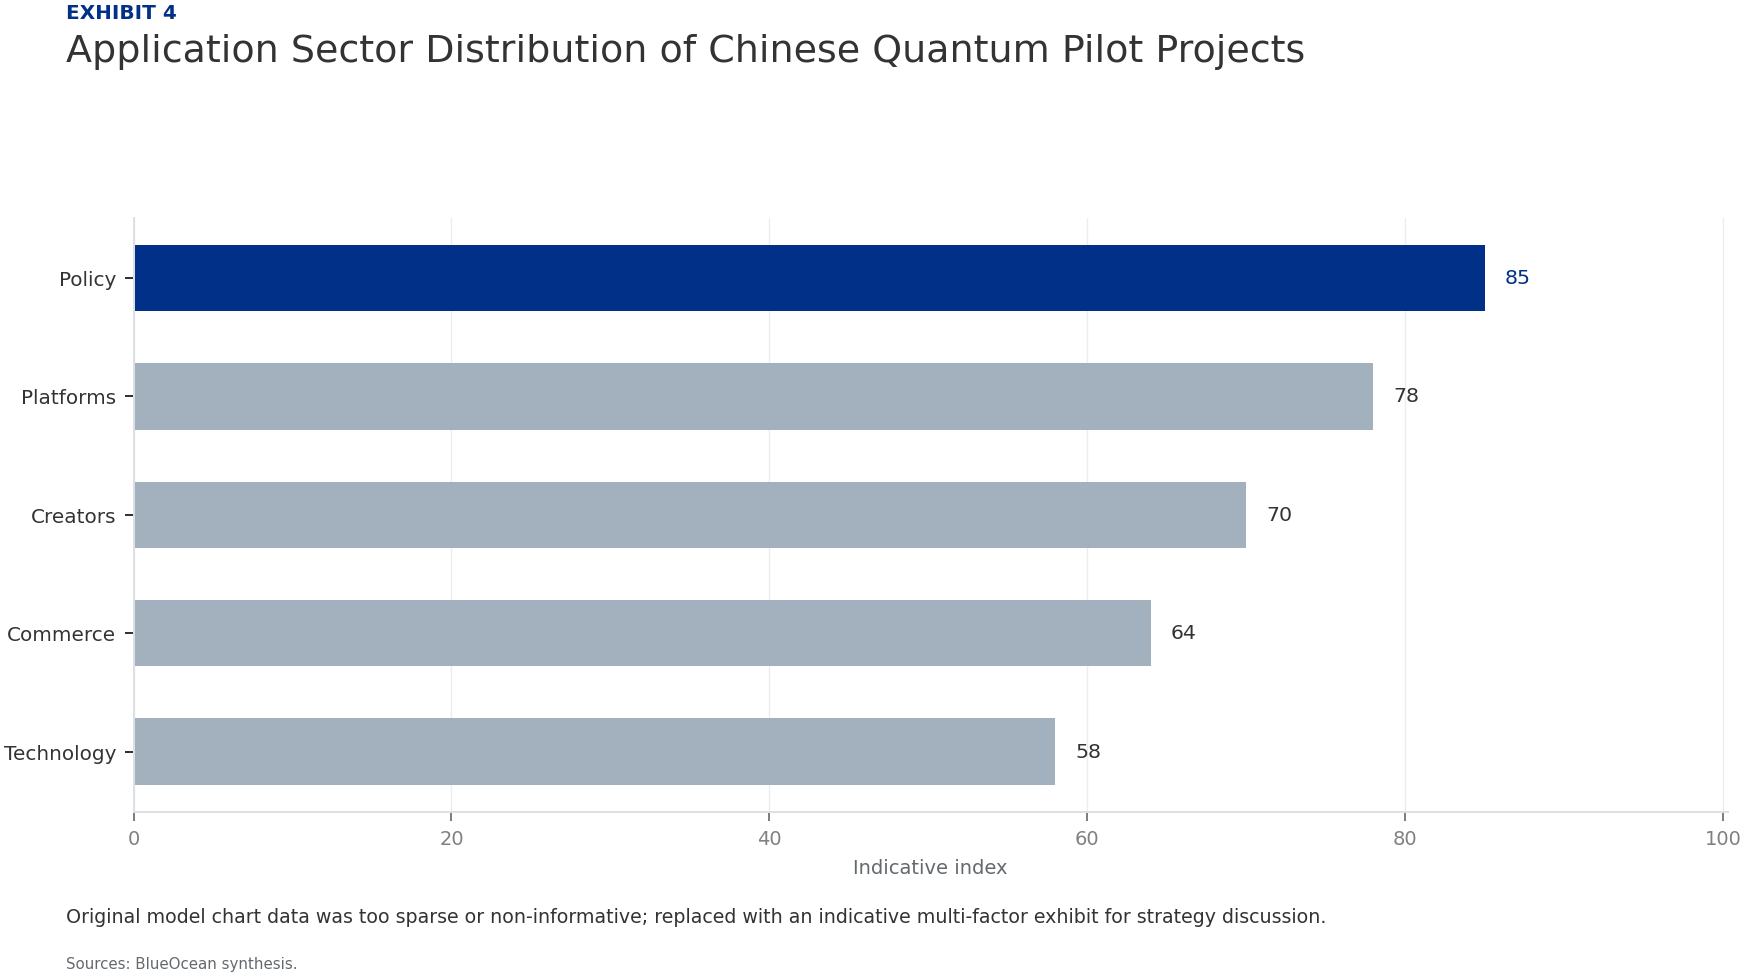 EXHIBIT 4
Application Sector Distribution of Chinese Quantum Pilot Projects
Policy
85
Platforms
78
Creators
70
Commerce
64
Technology
58
0 20 40 60 80 100
Indicative index
Original model chart data was too sparse or non-informative; replaced with an indicative multi-factor exhibit for strategy discussion.
Sources: BlueOcean synthesis.